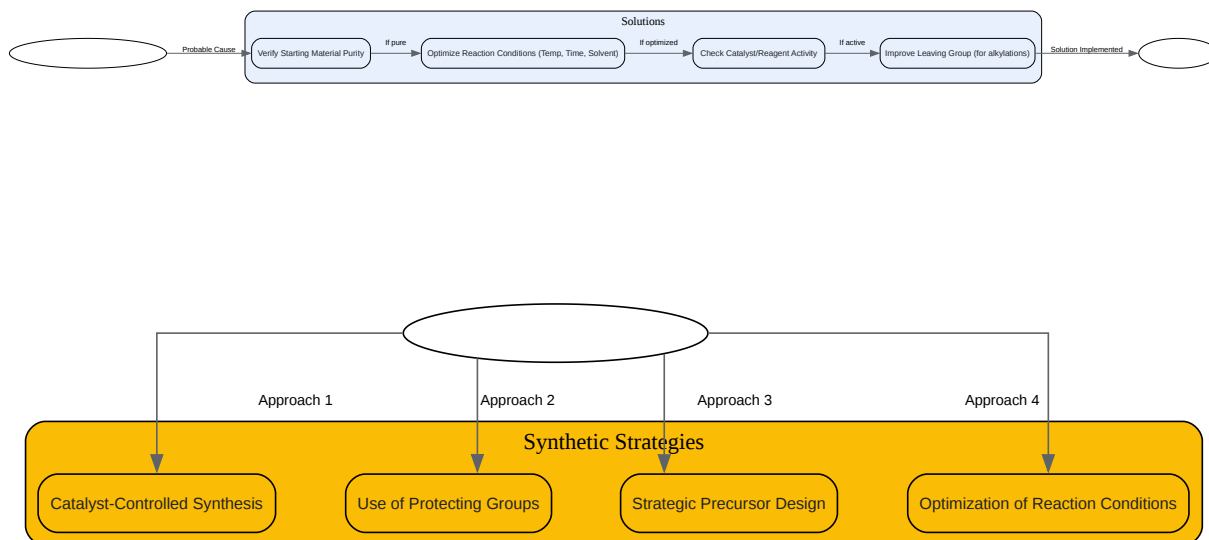 Solutions
Probable Cause
Verify Starting Material Purity
If pure
Optimize Reaction Conditions (Temp, Time, Solvent)
If optimized
Check Catalyst/Reagent Activity
If active
Improve Leaving Group (for alkylations)
Solution Implemented
Approach 1
Approach 2
Approach 3
Approach 4
Synthetic Strategies
Catalyst-Controlled Synthesis
Use of Protecting Groups
Strategic Precursor Design
Optimization of Reaction Conditions